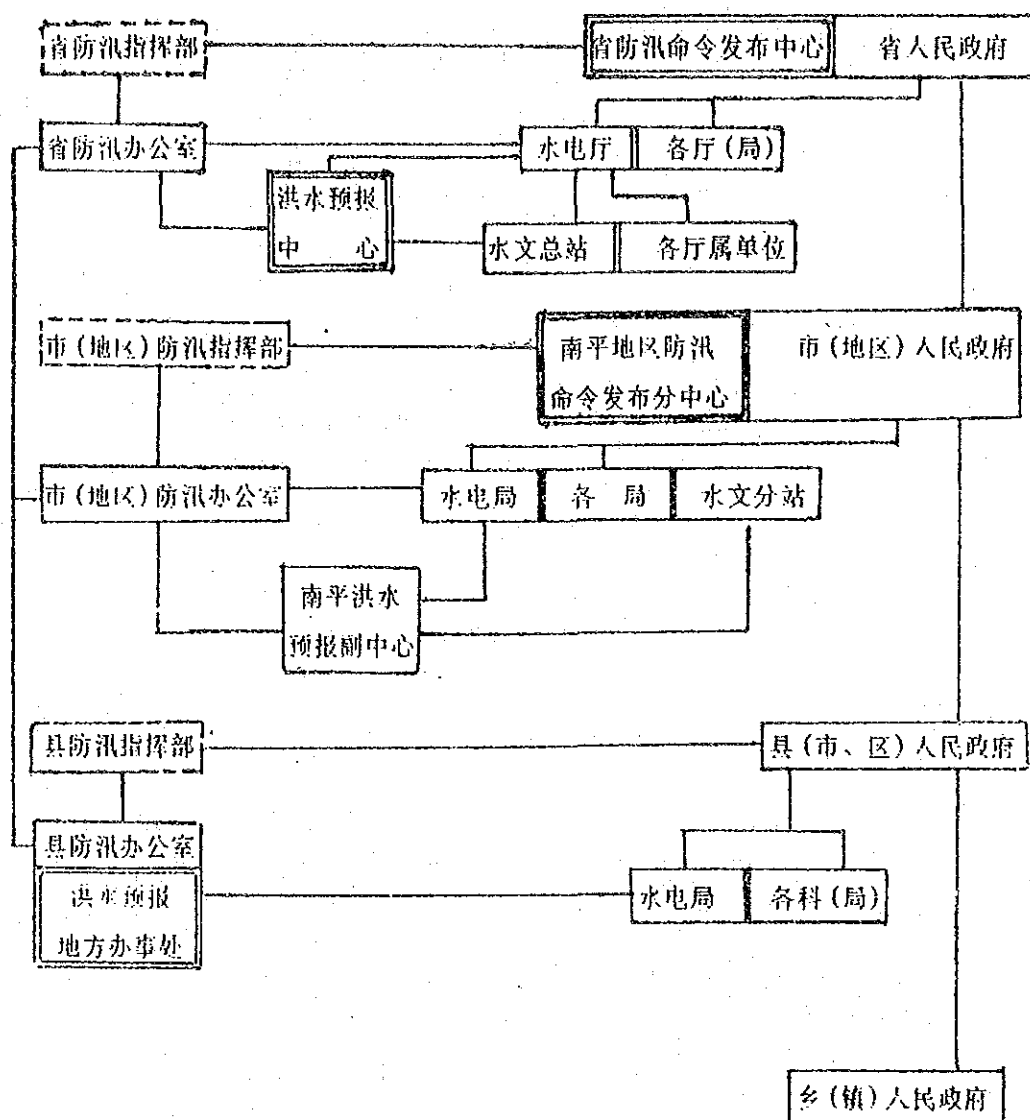 省防汛指挥部
省防汛命令发布中心
省人民政府
省防汛办公室
水电厅
各厅(局)
洪水预报
中 心
水文总站
各厅属单位
市(地区)防汛指挥部
南平地区防汛
命令发布分中心
市(地区)人民政府
市(地区)防汛办公室
水电局
各 局
水文分站
南平洪水
预报副中心
县防汛指挥部
县(市、区)人民政府
县防汛办公室
洪水预报
地方办事处
水电局
各科(局)
乡(镇)人民政府